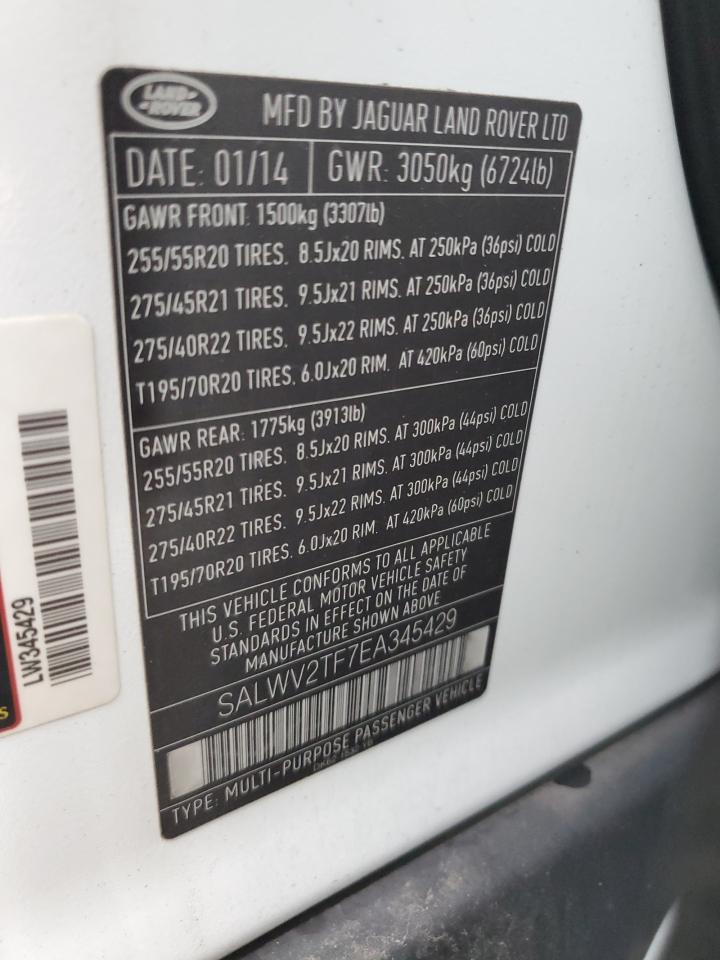 LAND-
-ROVER
MFD BY JAGUAR LAND ROVER LTD
DATE: 01/14 GWR: 3050kg (6724lb)
GAWR FRONT: 1500kg (3307lb)
255/55R20 TIRES. 8.5Jx20 RIMS. AT 250kPa (36psi) COLD
275/45R21 TIRES. 9.5Jx21 RIMS. AT 250kPa (36psi) COLD
275/40R22 TIRES. 9.5Jx22 RIMS. AT 250kPa (36psi) COLD
T195/70R20 TIRES. 6.0Jx20 RIM. AT 420kPa (60psi) COLD
GAWR REAR: 1775kg (3913lb)
255/55R20 TIRES. 8.5Jx20 RIMS. AT 300kPa (44psi) COLD
275/45R21 TIRES. 9.5Jx21 RIMS. AT 300kPa (44psi) COLD
275/40R22 TIRES. 9.5Jx22 RIMS. AT 300kPa (44psi) COLD
T195/70R20 TIRES. 6.0Jx20 RIM. AT 420kPa (60psi) COLD
THIS VEHICLE CONFORMS TO ALL APPLICABLE
U.S. FEDERAL MOTOR VEHICLE SAFETY
STANDARDS IN EFFECT ON THE DATE OF
MANUFACTURE SHOWN ABOVE
SALWV2TF7EA345429
TYPE: MULTI-PURPOSE PASSENGER VEHICLE
LW345429
S